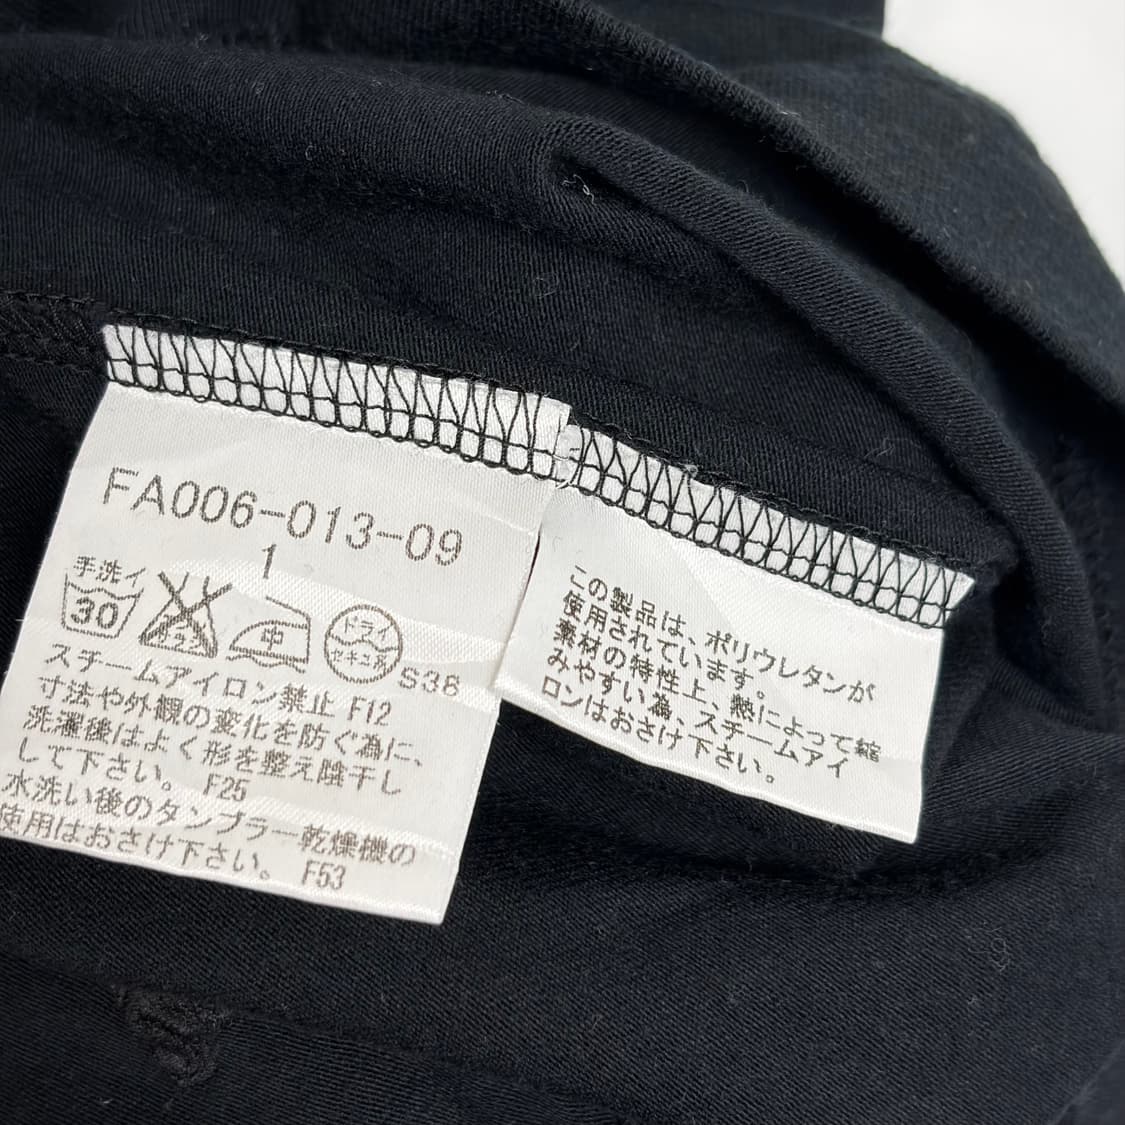 FA006-013-09
1
手洗イ
30
エンソサラシ
中
ドライ
セキユ系
S38
スチームアイロン禁止 F12
寸法や外観の変化を防ぐ為に、
洗濯後はよく形を整え陰干し
して下さい。 F25
水洗い後のタンブラー乾燥機の
使用はおさけ下さい。 F53
この製品は、ポリウレタンが
使用されています。
素材の特性上、熱によって縮
みやすい為、スチームアイ
ロンはおさけ下さい。